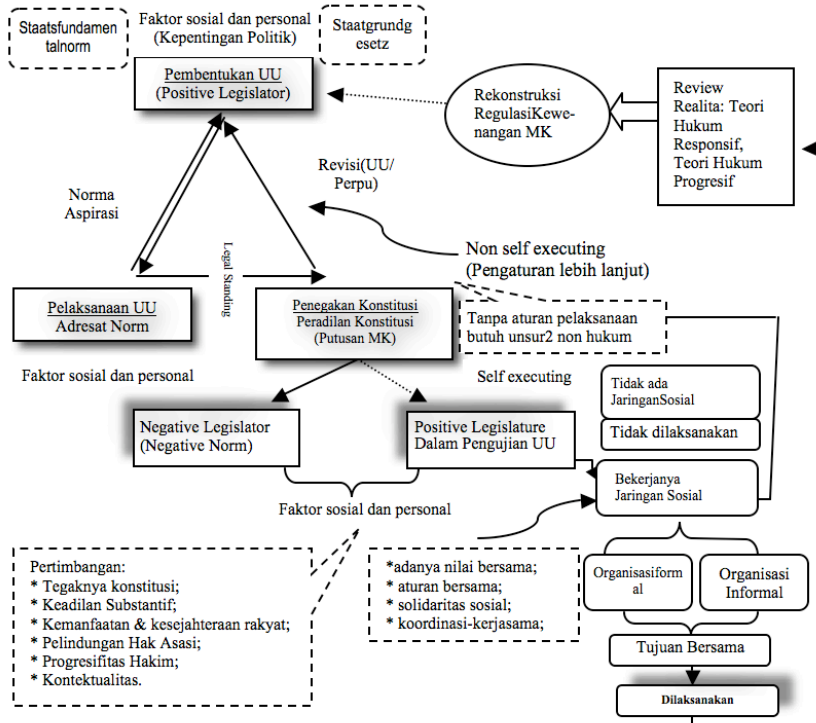 Staatsfundamen
talnorm
Faktor sosial dan personal
(Kepentingan Politik)
Staatgrundg
esetz
Pembentukan UU
(Positive Legislator)
Rekonstruksi
RegulasiKewe-
nangan MK
Review
Realita: Teori
Hukum
Responsif,
Teori Hukum
Progresif
Revisi(UU/
Perpu)
Norma
Aspirasi
Legal Standing
Non self executing
(Pengaturan lebih lanjut)
Pelaksanaan UU
Adresat Norm
Penegakan Konstitusi
Peradilan Konstitusi
(Putusan MK)
Tanpa aturan pelaksanaan
butuh unsur2 non hukum
Faktor sosial dan personal
Self executing
Tidak ada
JaringanSosial
Tidak dilaksanakan
Negative Legislator
(Negative Norm)
Positive Legislature
Dalam Pengujian UU
Bekerjanya
Jaringan Sosial
Faktor sosial dan personal
Pertimbangan:
* Tegaknya konstitusi;
* Keadilan Substantif;
* Kemanfaatan & kesejahteraan rakyat;
* Pelindungan Hak Asasi;
* Progresifitas Hakim;
* Kontektualitas.
*adanya nilai bersama;
* aturan bersama;
* solidaritas sosial;
* koordinasi-kerjasama;
Organisasiform
al
Organisasi
Informal
Tujuan Bersama
Dilaksanakan